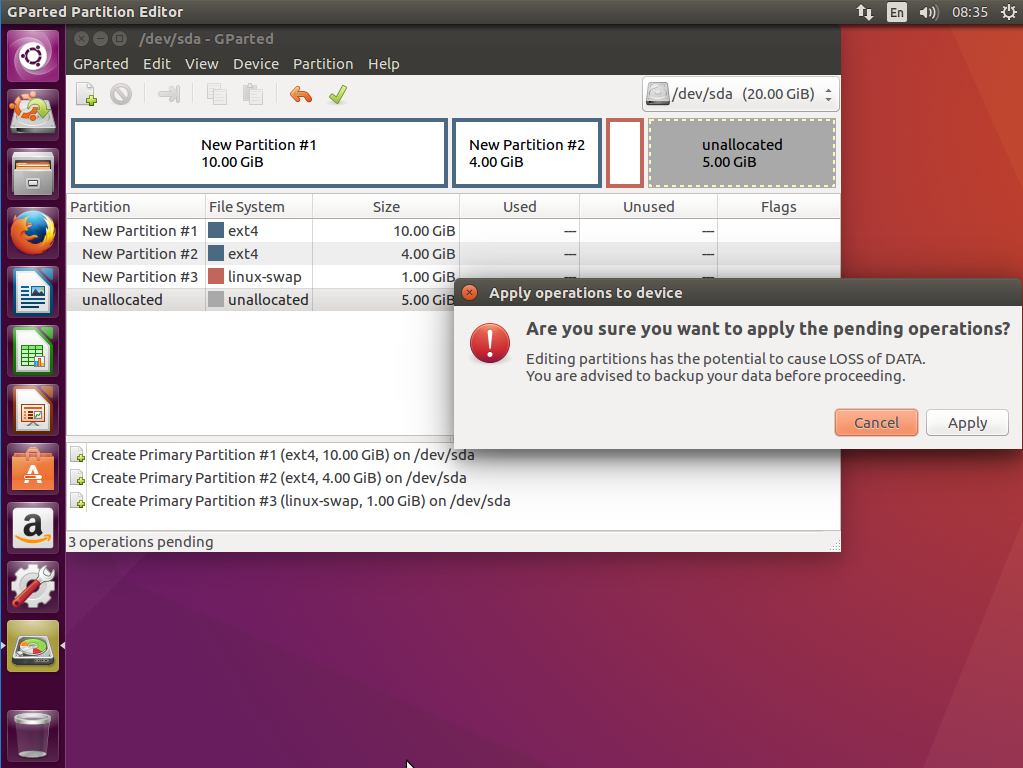 GParted Partition Editor
En
08:35
/dev/sda - GParted
GParted Edit View Device Partition Help
/dev/sda (20.00 GiB)
New Partition #1
10.00 GiB
New Partition #2
4.00 GiB
unallocated
5.00 GiB
Partition File System Size Used Unused Flags
New Partition #1 ext4 10.00 GiB --- ---
New Partition #2 ext4 4.00 GiB --- ---
New Partition #3 linux-swap 1.00 GiB --- ---
unallocated unallocated 5.00 GiB
Apply operations to device
Are you sure you want to apply the pending operations?
Editing partitions has the potential to cause LOSS of DATA.
You are advised to backup your data before proceeding.
Cancel Apply
Create Primary Partition #1 (ext4, 10.00 GiB) on /dev/sda
Create Primary Partition #2 (ext4, 4.00 GiB) on /dev/sda
Create Primary Partition #3 (linux-swap, 1.00 GiB) on /dev/sda
3 operations pending